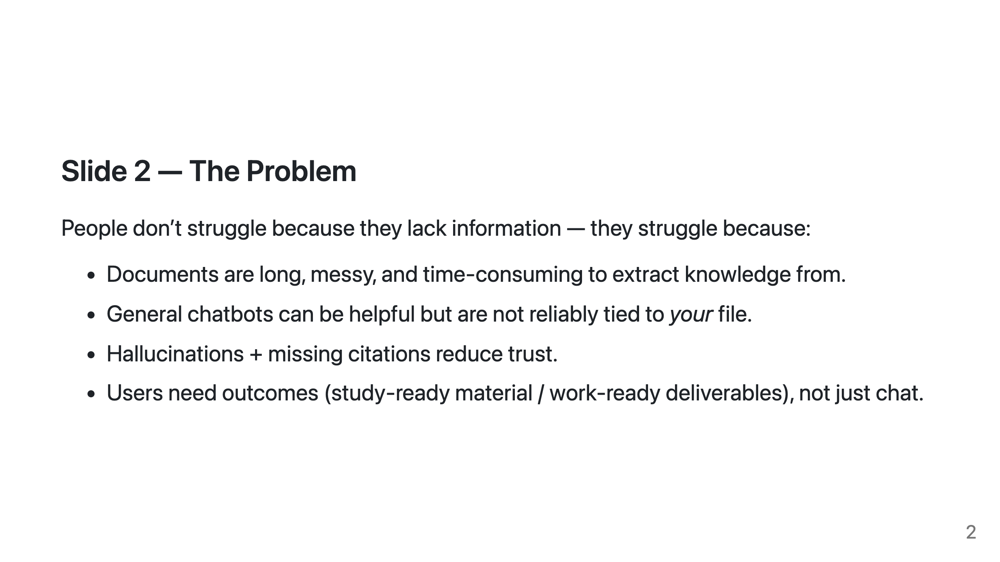 Slide 2 — The Problem
People don’t struggle because they lack information — they struggle because:
• Documents are long, messy, and time-consuming to extract knowledge from.
• General chatbots can be helpful but are not reliably tied to your file.
• Hallucinations + missing citations reduce trust.
• Users need outcomes (study-ready material / work-ready deliverables), not just chat.
2